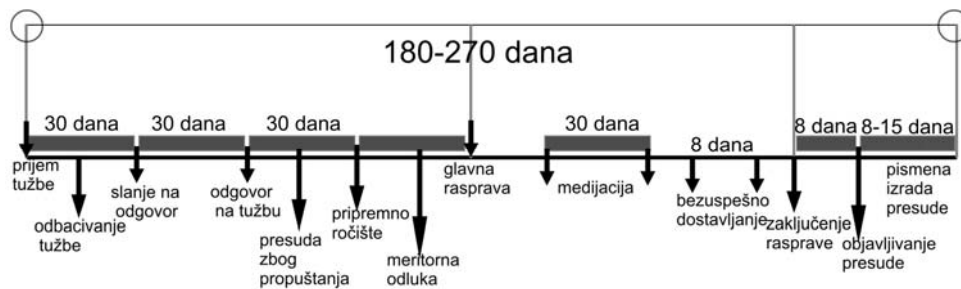 180-270 dana
30 dana
30 dana
30 dana
30 dana
8 dana
8 dana
8-15 dana
prijem
tužbe
odbacivanje
tužbe
slanje na
odgovor
odgovor
na tužbu
presuda
zbog
propuštanja
pripremno
ročište
meritorna
odluka
glavna
rasprava
medijacija
bezuspešno
dostavljanje
zaključenje
rasprave
objavljivanje
presude
pismena
izrada
presude